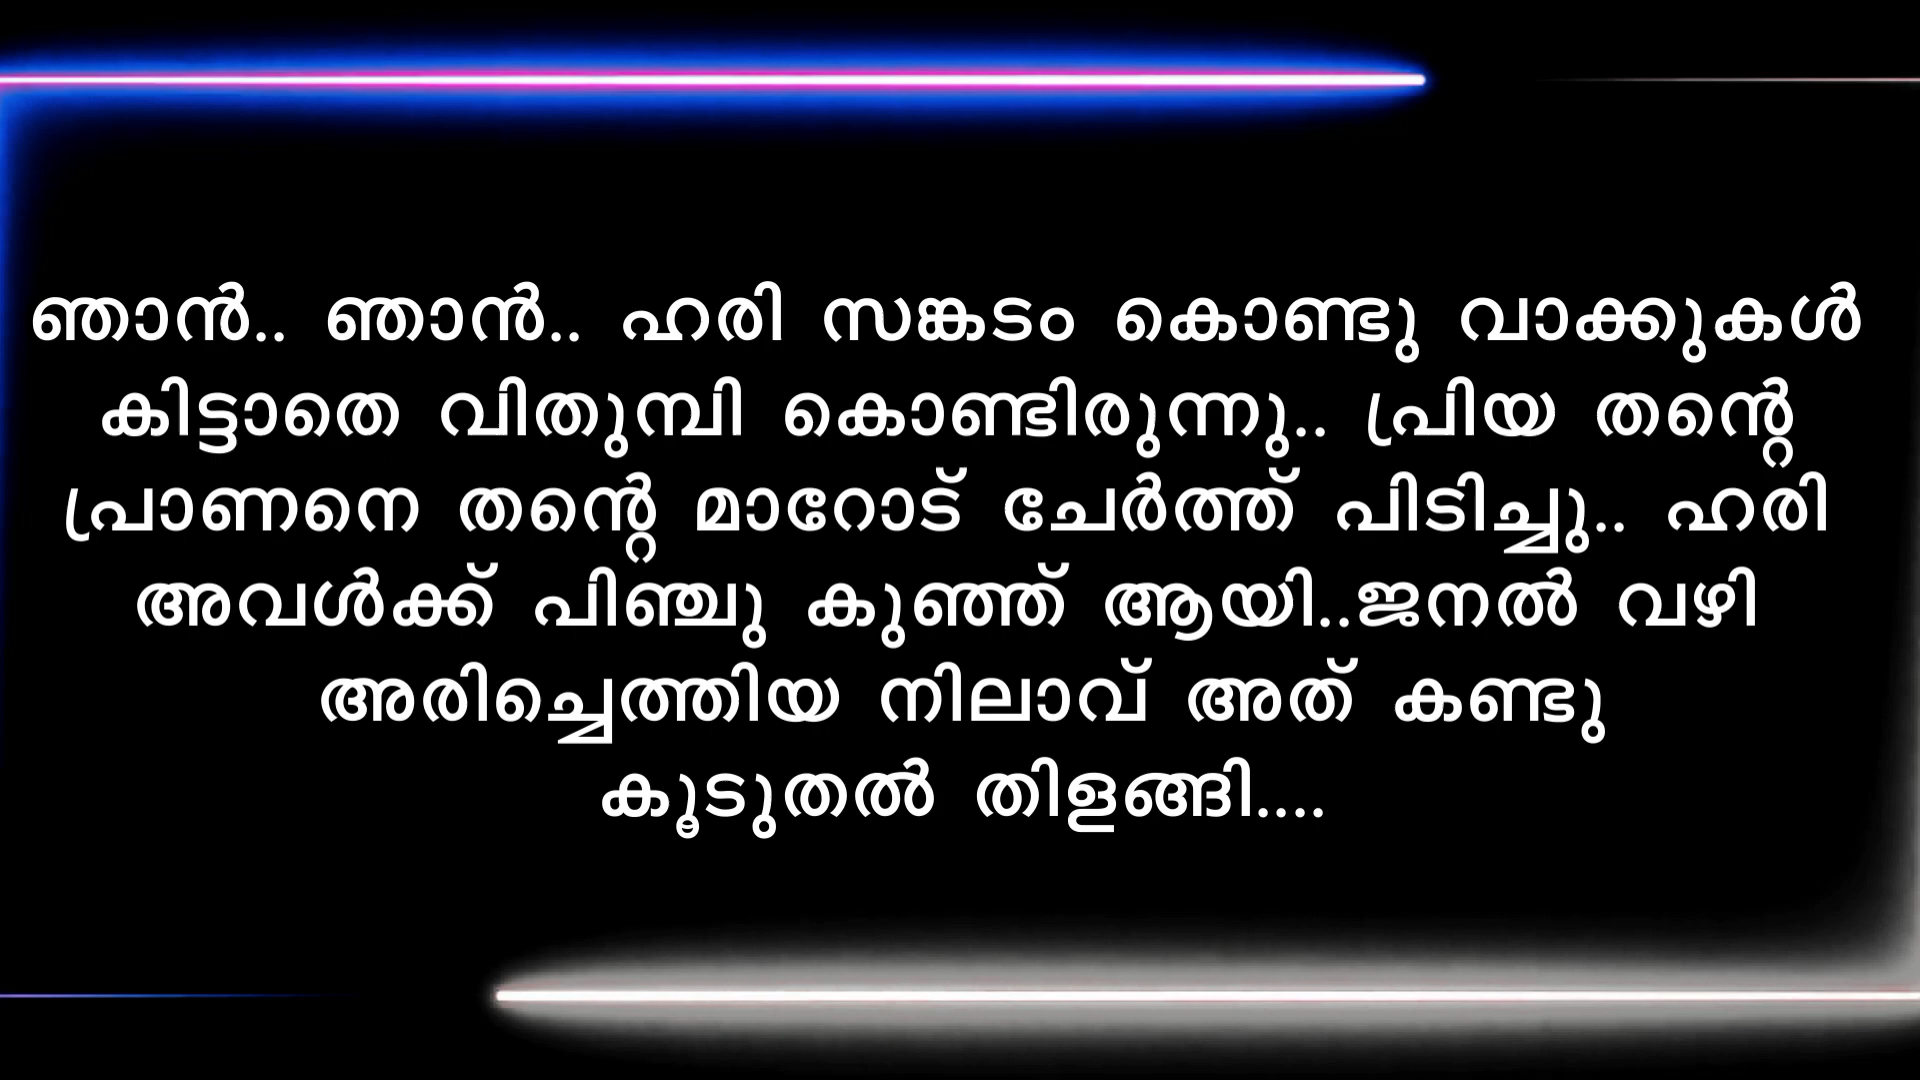 ഞാൻ.. ഞാൻ.. ഹരി സങ്കടം കൊണ്ടു വാക്കുകൾ
കിട്ടാതെ വിതുമ്പി കൊണ്ടിരുന്നു.. പ്രിയ തന്റെ
പ്രാണനെ തന്റെ മാറോട് ചേർത്ത് പിടിച്ചു.. ഹരി
അവൾക്ക് പിഞ്ചു കുഞ്ഞ് ആയി..ജനൽ വഴി
അരിച്ചെത്തിയ നിലാവ് അത് കണ്ടു
കൂടുതൽ തിളങ്ങി....